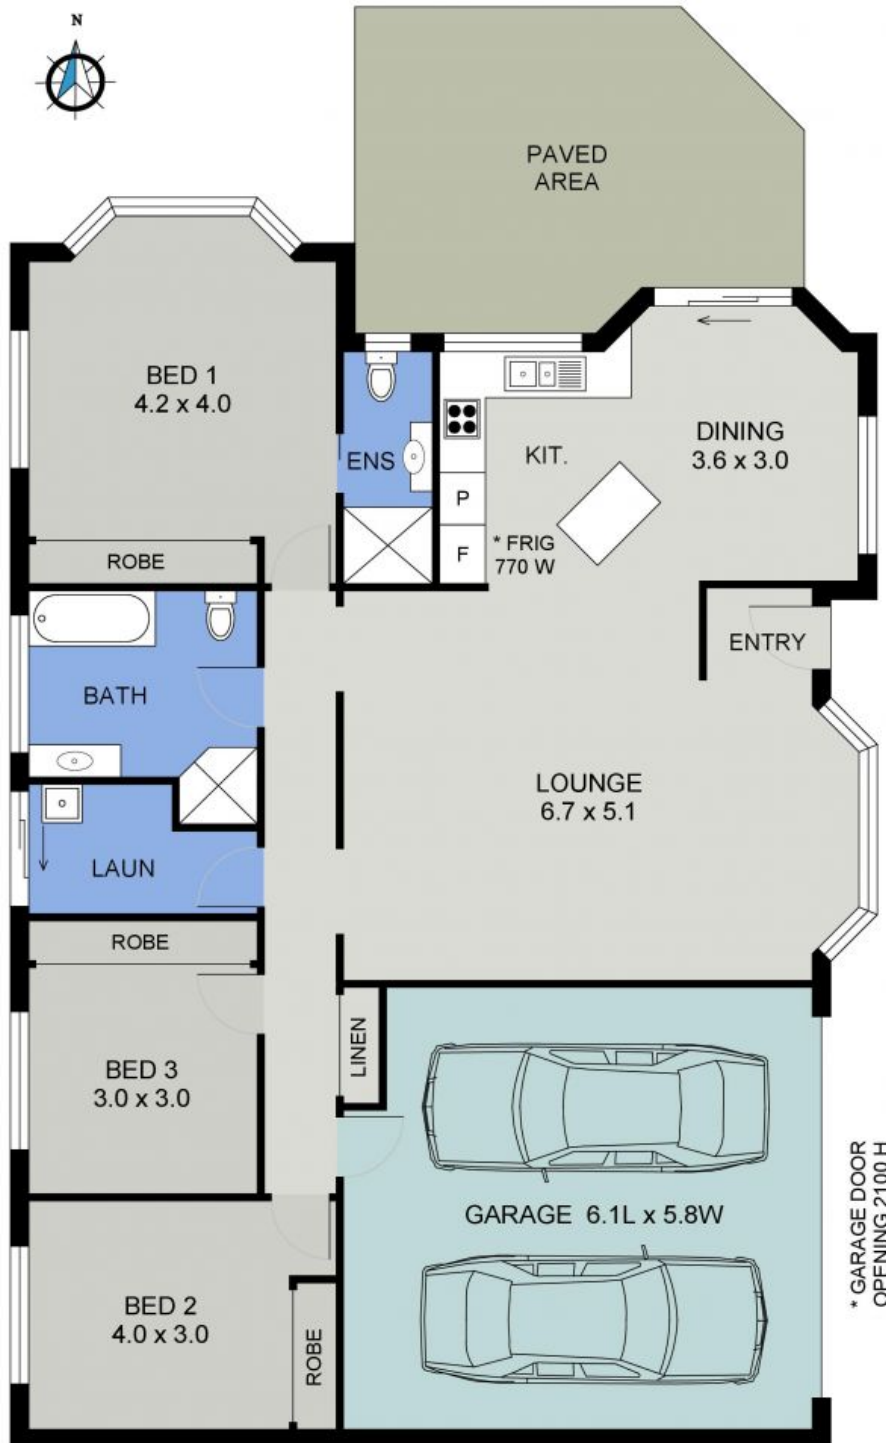 N
PAVED
AREA
BED 1
4.2 x 4.0
ROBE
ENS
KIT.
P
F
* FRIG
770 W
DINING
3.6 x 3.0
ENTRY
BATH
LOUNGE
6.7 x 5.1
LAUN
ROBE
BED 3
3.0 x 3.0
LINEN
GARAGE 6.1L x 5.8W
* GARAGE DOOR
OPENING 2100 H
BED 2
4.0 x 3.0
ROBE